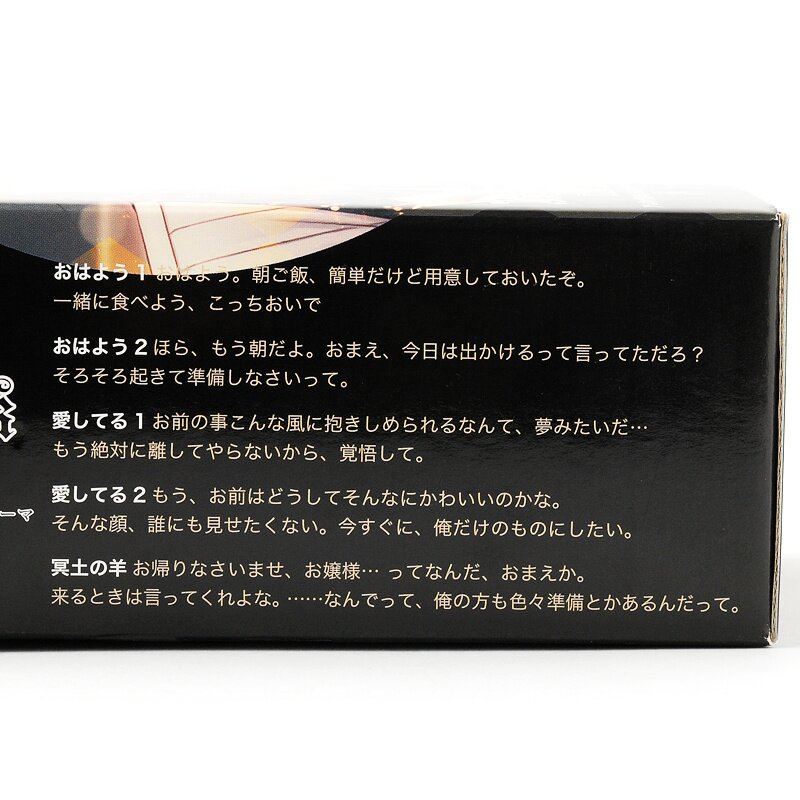 おはよう1 おはよう。朝ご飯、簡単だけど用意しておいたぞ。
一緒に食べよう、こっちおいで
おはよう2 ほら、もう朝だよ。おまえ、今日は出かけるって言ってただろ？
そろそろ起きて準備しなさいって。
愛してる1 お前の事こんな風に抱きしめられるなんて、夢みたいだ…
もう絶対に離してやらないから、覚悟して。
愛してる2 もう、お前はどうしてそんなにかわいいのかな。
そんな顔、誰にも見せたくない。今すぐに、俺だけのものにしたい。
冥土の羊 お帰りなさいませ、お嬢様… ってなんだ、おまえか。
来るときは言ってくれよな。……なんでって、俺の方も色々準備とかあるんだって。